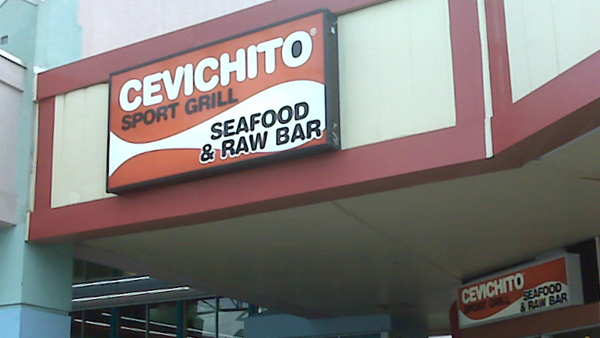 CEVICHITO®
SPORT GRILL
SEAFOOD
& RAW BAR
CEVICHITO
SPORT GRILL
SEAFOOD
& RAW BAR